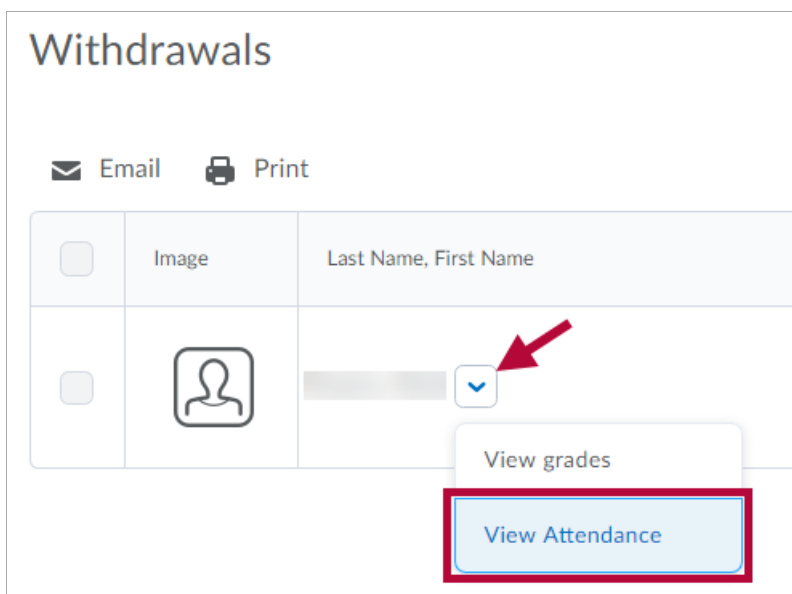 Withdrawals
Email Print
Image Last Name, First Name
View grades
View Attendance